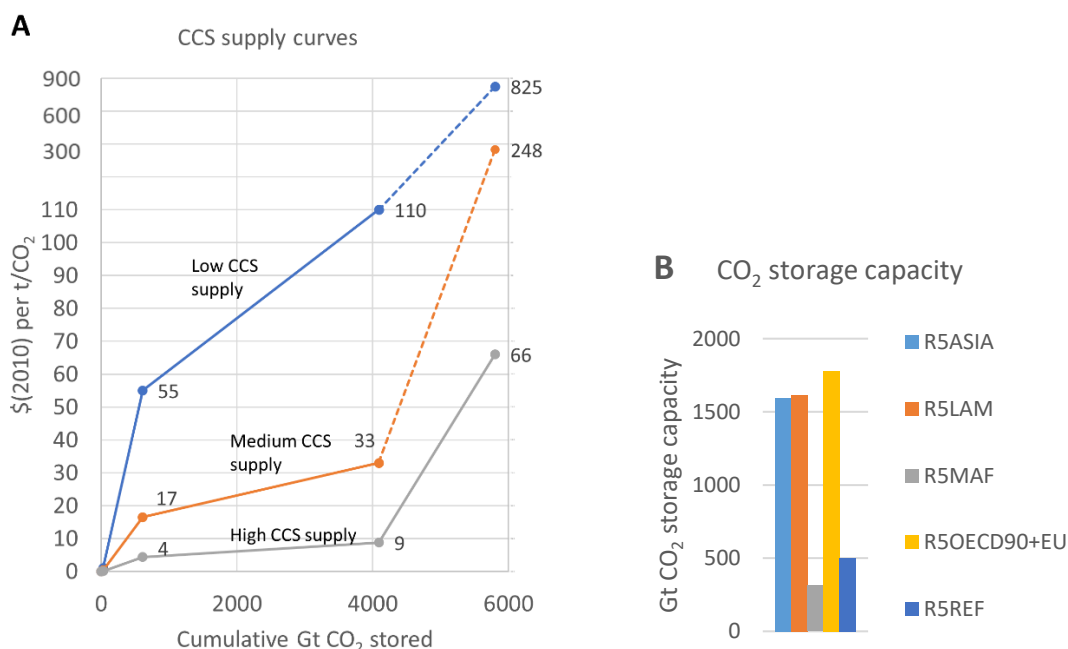 A
CCS supply curves
900
600
300
110
100
90
80
70
60
50
40
30
20
10
0
$(2010) per t/CO₂
825
248
110
66
55
33
17
4
9
Low CCS
supply
Medium CCS
supply
High CCS supply
0
2000
4000
6000
Cumulative Gt CO₂ stored
B
CO₂ storage capacity
2000
1500
1000
500
0
Gt CO₂ storage capacity
R5ASIA
R5LAM
R5MAF
R5OECD90+EU
R5REF